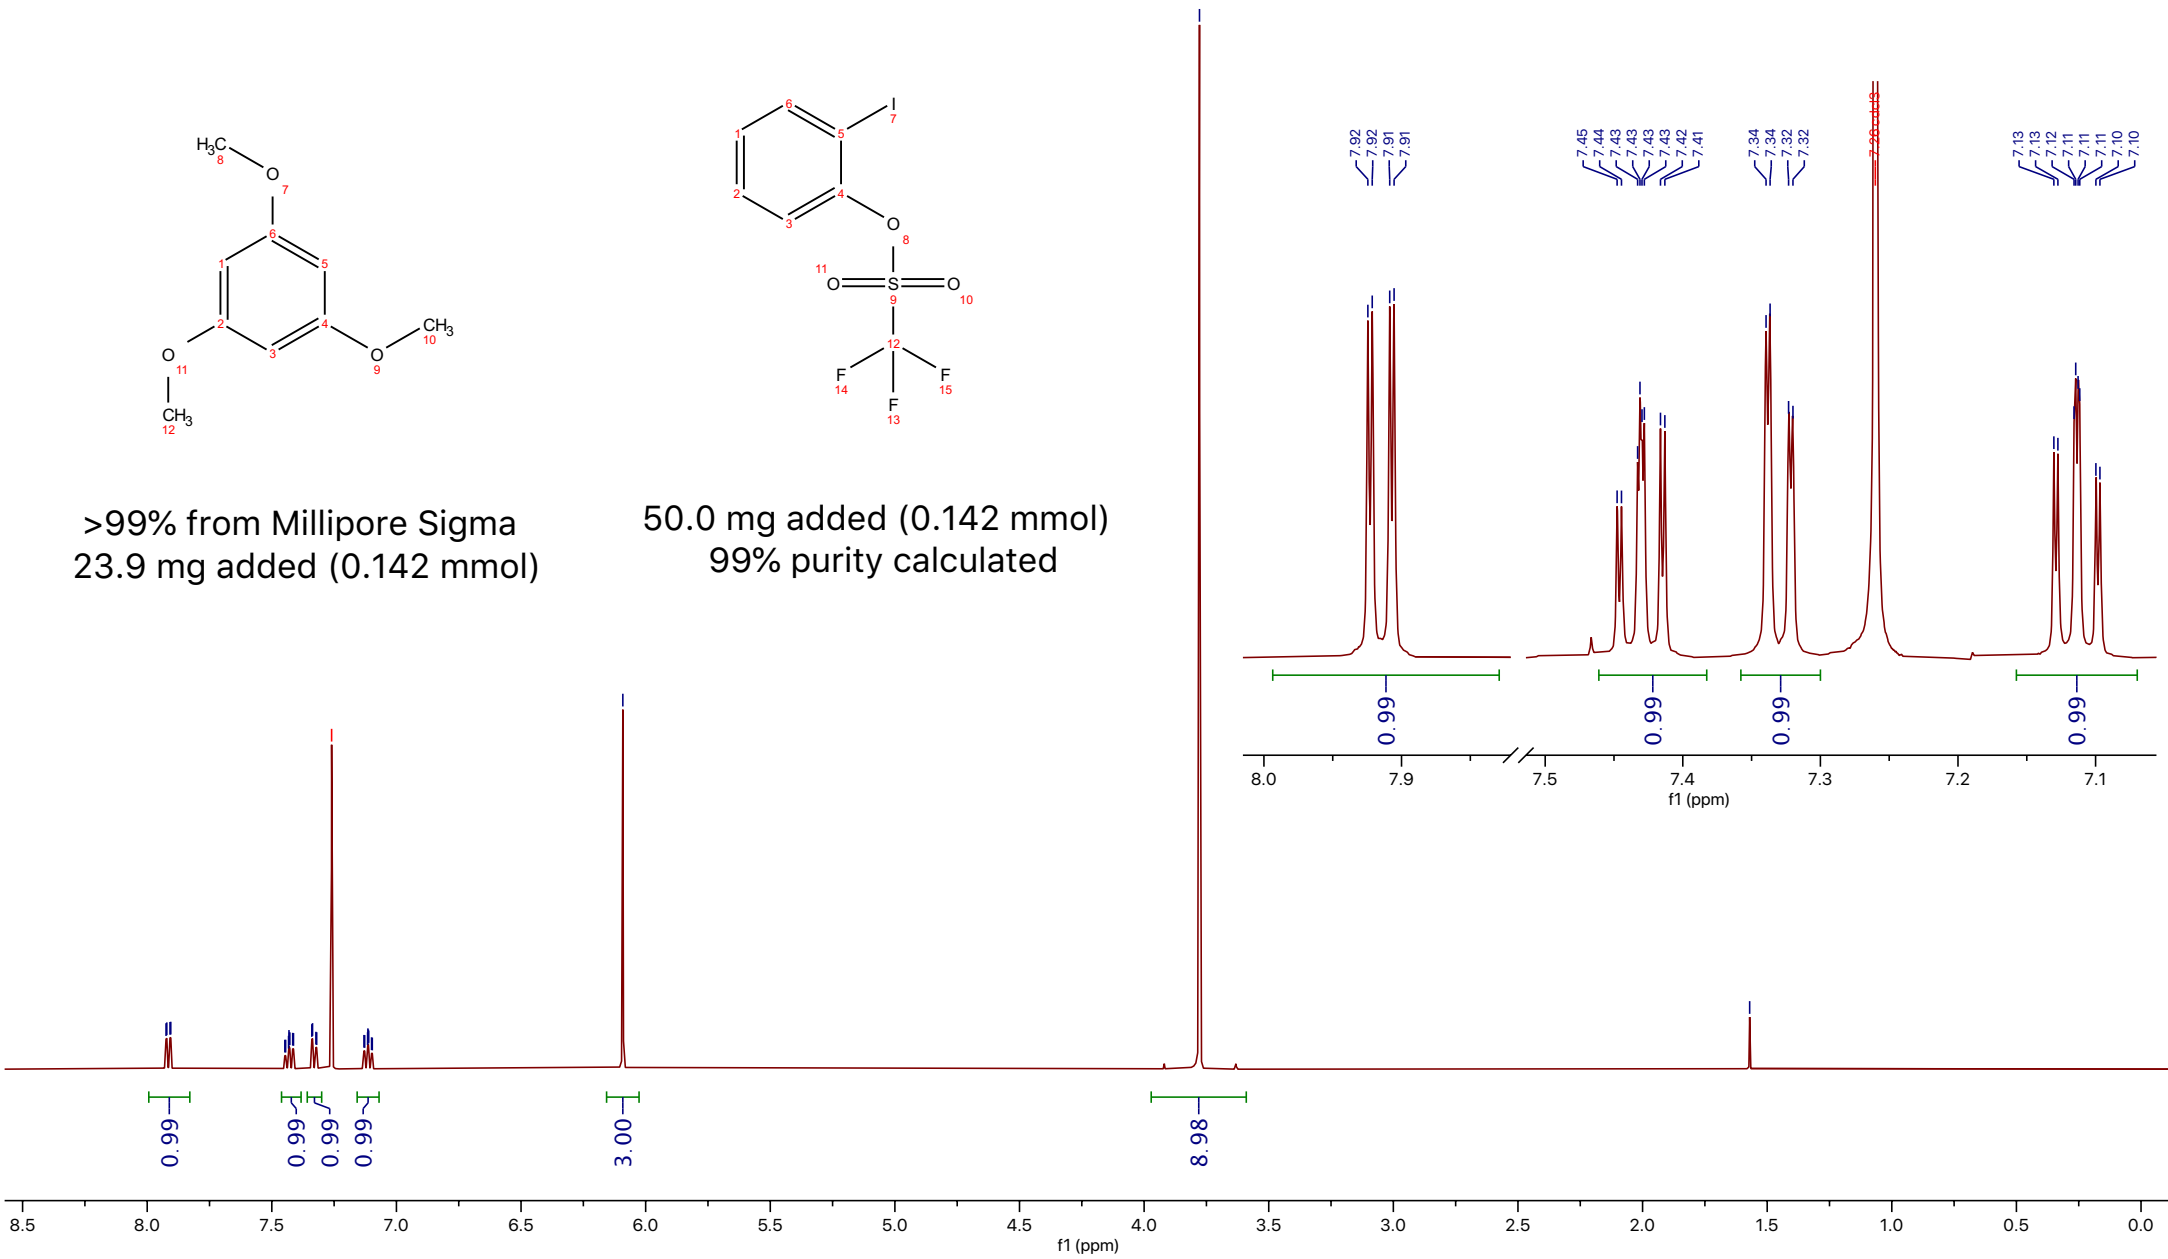 H3C
8
O
7
6
1
5
2
4
3
O
11
O
9
CH3
10
CH3
12
>99% from Millipore Sigma
23.9 mg added (0.142 mmol)
6
I
7
1
5
2
4
3
O
8
11
O
S
9
O
10
12
F
14
F
15
F
13
50.0 mg added (0.142 mmol)
99% purity calculated
7.92
7.92
7.91
7.91
7.45
7.44
7.43
7.43
7.43
7.43
7.42
7.41
7.34
7.34
7.32
7.32
7.26 cdcl3
7.13
7.13
7.12
7.11
7.11
7.11
7.10
7.10
0.99
0.99
0.99
0.99
8.0 7.9 7.5 7.4 7.3 7.2 7.1
f1 (ppm)
0.99
0.99
0.99
0.99
3.00
8.98
8.5 8.0 7.5 7.0 6.5 6.0 5.5 5.0 4.5 4.0 3.5 3.0 2.5 2.0 1.5 1.0 0.5 0.0
f1 (ppm)